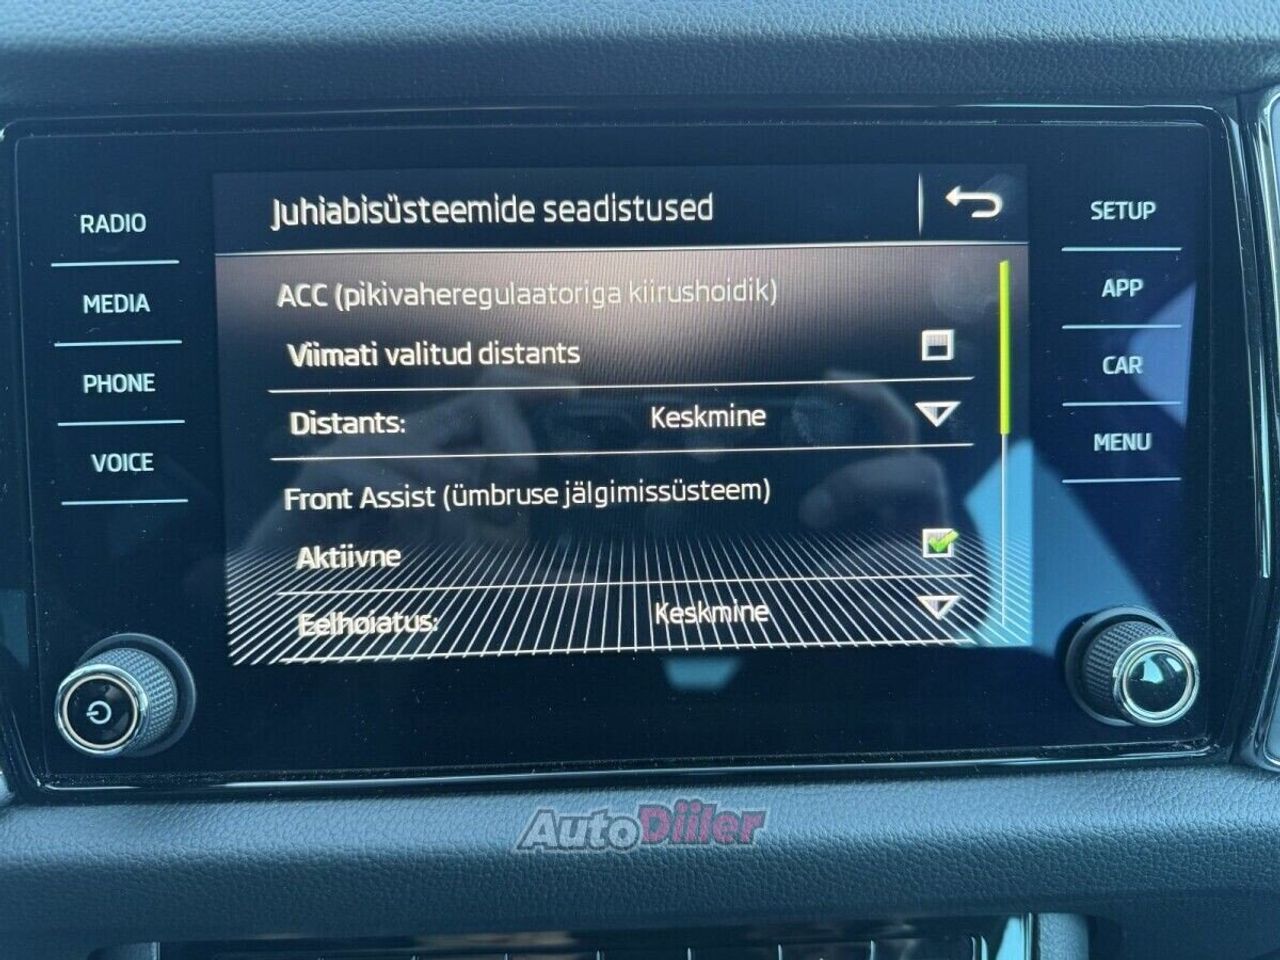 RADIO
MEDIA
PHONE
VOICE
Juhiabisüsteemide seadistused
ACC (pikivaheregulaatoriga kiirushoidik)
Viimati valitud distants
Distants: Keskmine
Front Assist (ümbruse jälgimissüsteem)
Aktiivne
Eelhoiatus: Keskmine
SETUP
APP
CAR
MENU
AutoDiiler